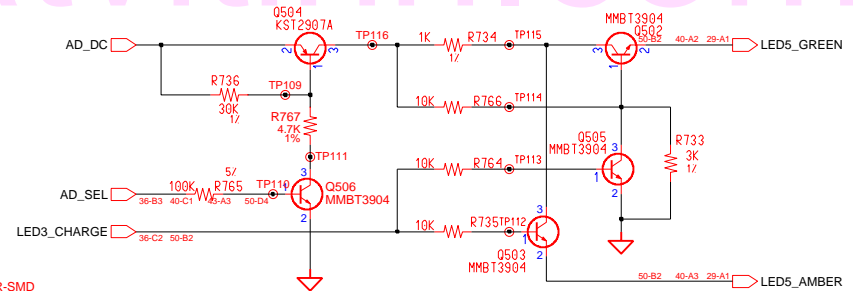 Q504
KST2907A
MMBT3904
Q502
AD_DC
2
3
1
TP116
1K
R734
1%
TP115
3
2
1
50-B2 40-A2 29-A1
LED5_GREEN
R736
30K
1%
TP109
R767
4.7K
1%
10K
R766
TP114
Q505
MMBT3904
3
1
2
R733
3K
1%
TP111
10K
R764
TP113
AD_SEL
36-B3 40-C1 43-A3 50-D4
5%
100K
R765
TP110
1
3
2
Q506
MMBT3904
LED3_CHARGE
36-C2 50-B2
10K
R735
TP112
1
3
2
Q503
MMBT3904
50-B2 40-A3 29-A1
LED5_AMBER
R-SMD